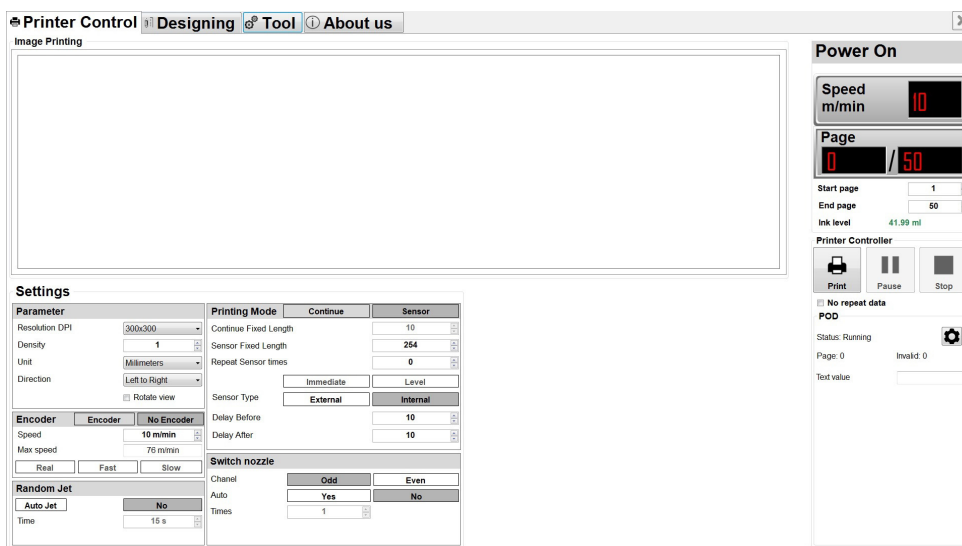 Printer Control Designing Tool About us
Image Printing
Power On
Speed
m/min
10
Page
0 / 50
Start page 1
End page 50
Ink level 41.99 ml
Printer Controller
Print Pause Stop
No repeat data
POD
Status: Running
Page: 0 Invalid: 0
Text value
Settings
Parameter
Resolution DPI 300x300
Density 1
Unit Millimeters
Direction Left to Right
Rotate view
Encoder Encoder No Encoder
Speed 10 m/min
Max speed 76 m/min
Real Fast Slow
Random Jet
Auto Jet No
Time 15 s
Printing Mode Continue Sensor
Continue Fixed Length 10
Sensor Fixed Length 254
Repeat Sensor times 0
Immediate Level
Sensor Type External Internal
Delay Before 10
Delay After 10
Switch nozzle
Chanel Odd Even
Auto Yes No
Times 1